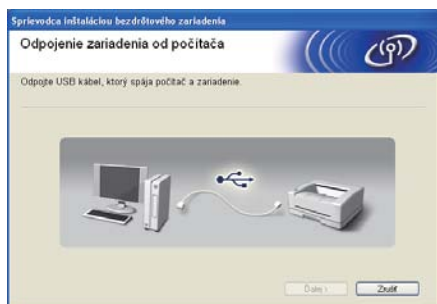 Sprievodca inštaláciou bezdrôtového zariadenia
Odpojenie zariadenia od počítača
Odpojte USB kábel, ktorý spája počítač a zariadenie.
Ďalej >
Zrušiť